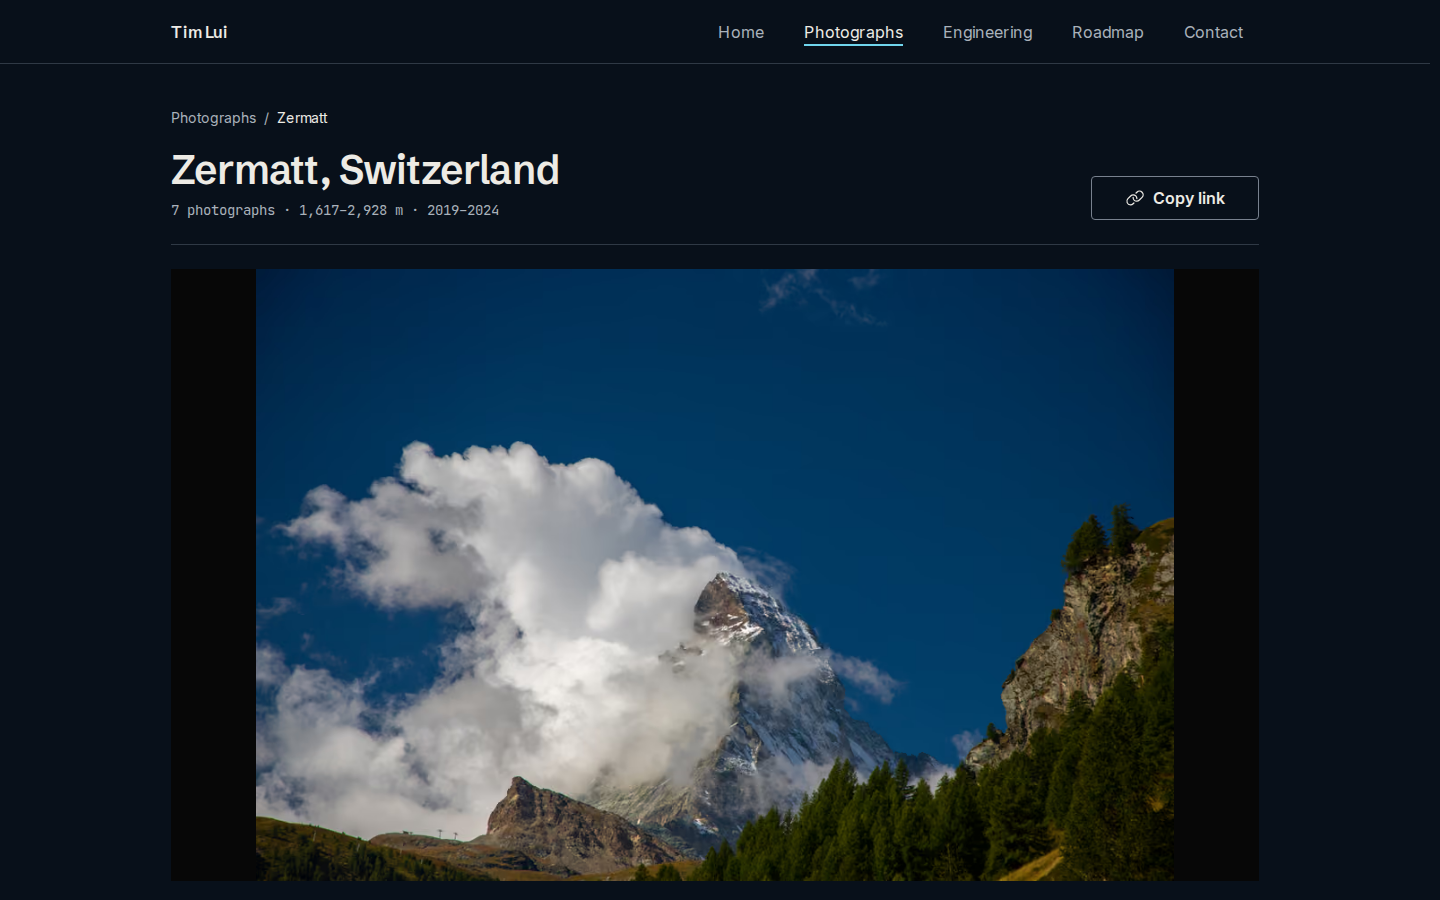 Tim Lui
Home Photographs Engineering Roadmap Contact
Photographs / Zermatt
Zermatt, Switzerland
7 photographs · 1,617–2,928 m · 2019–2024
Copy link